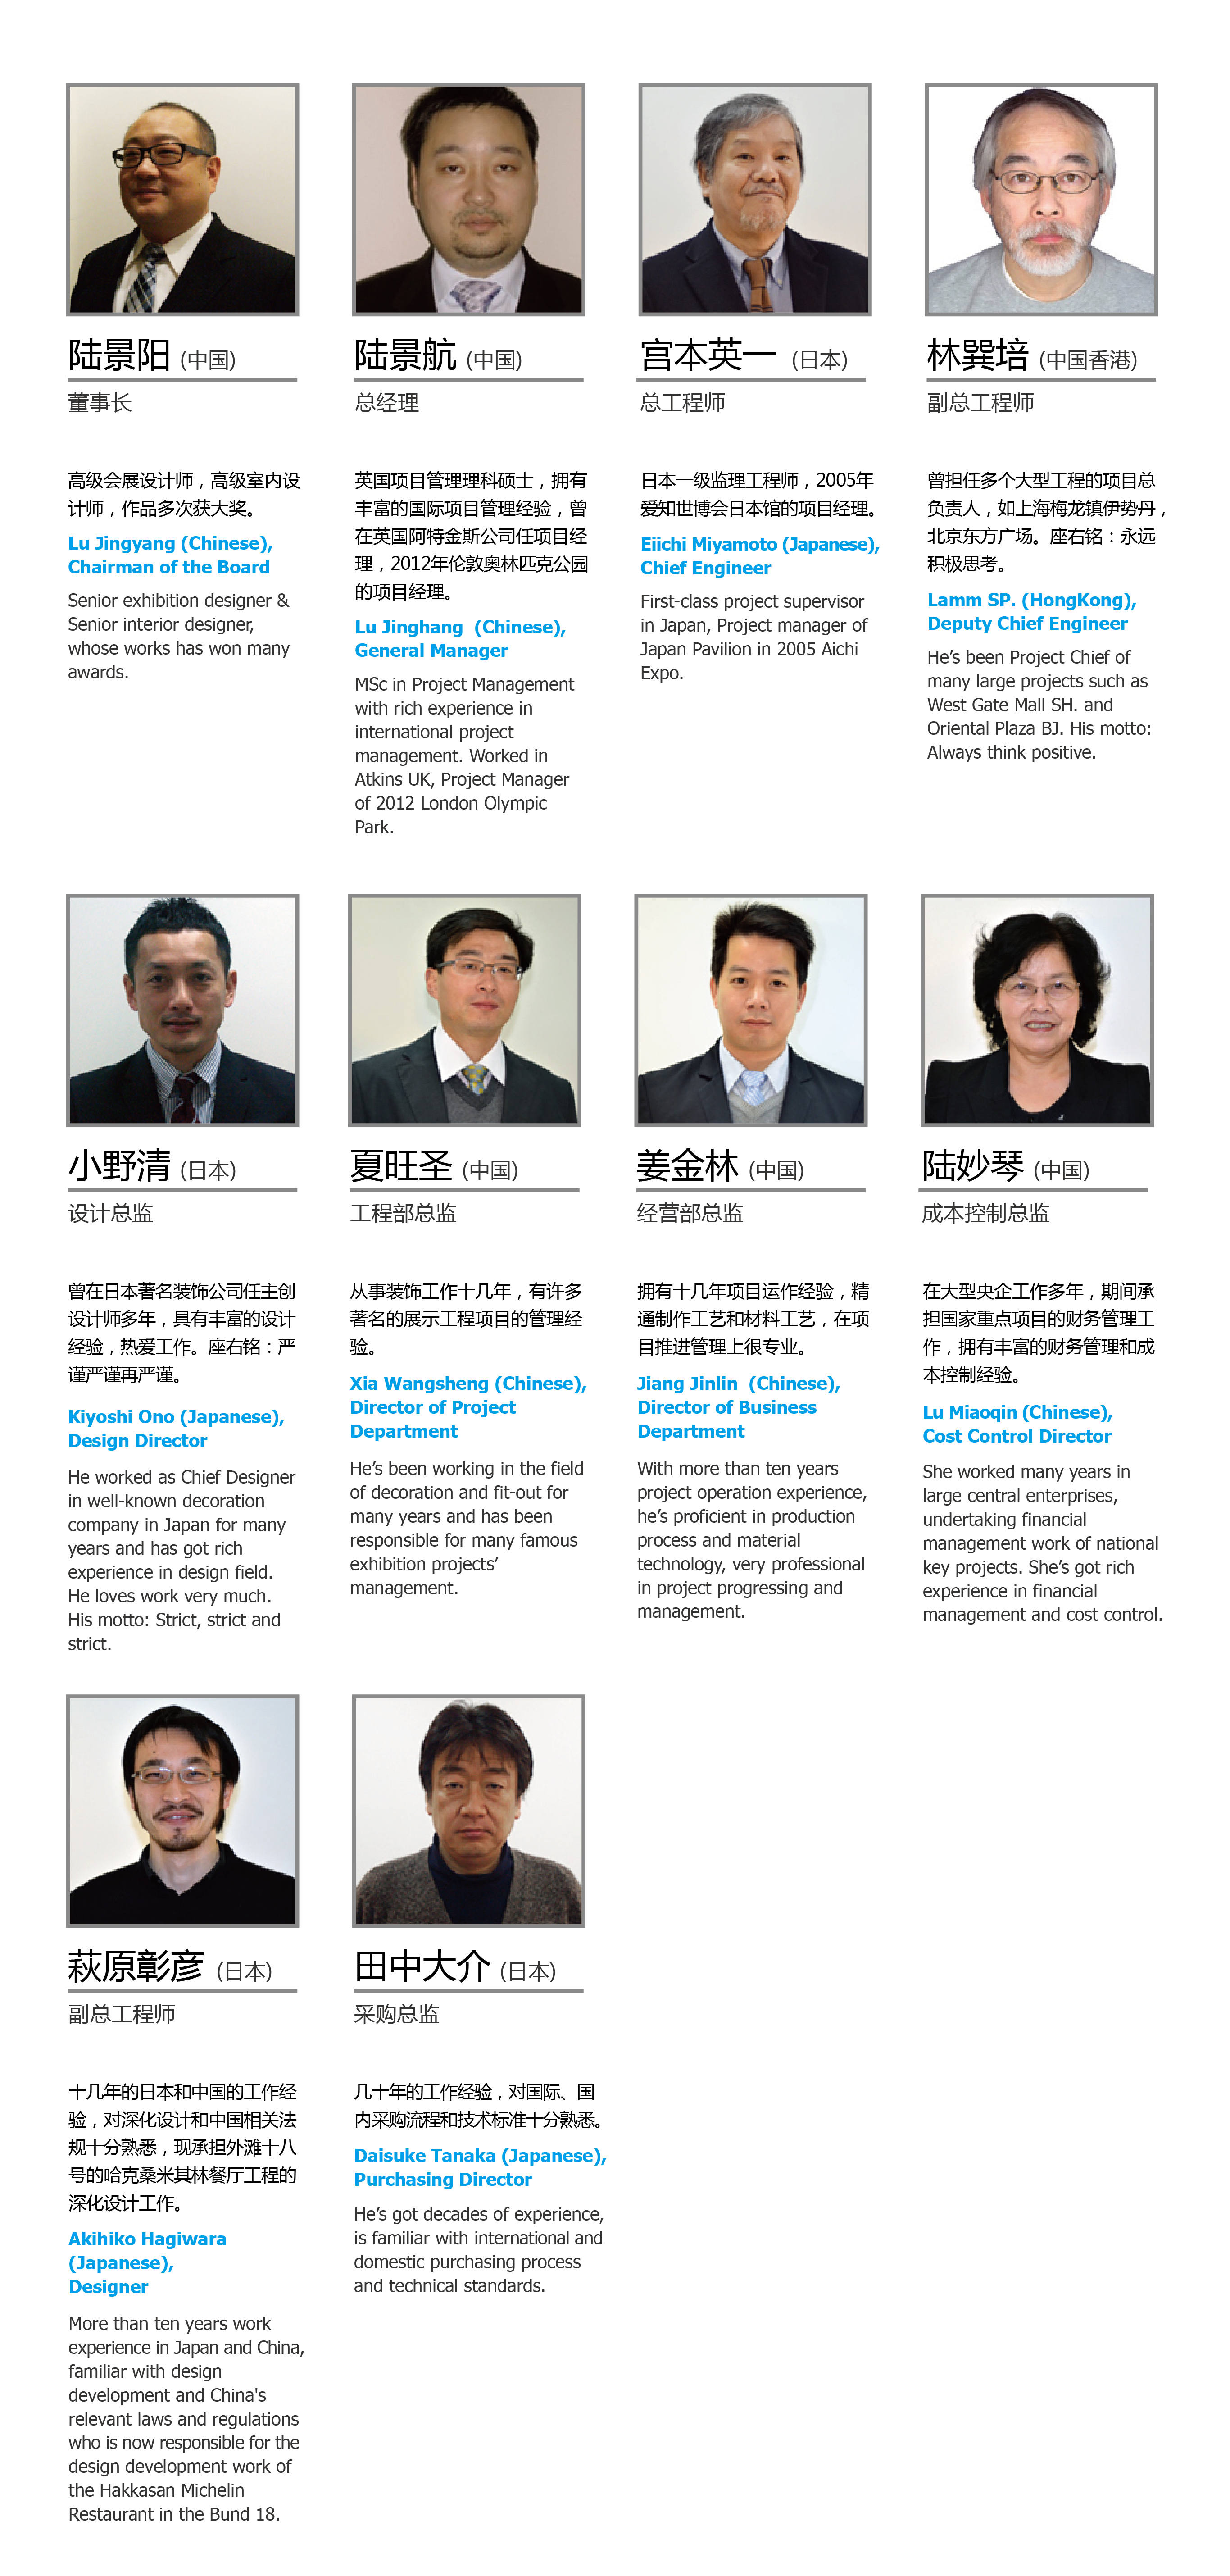 陆景阳 (中国)
董事长
高级会展设计师，高级室内设
计师，作品多次获大奖。
Lu Jingyang (Chinese),
Chairman of the Board
Senior exhibition designer &
Senior interior designer,
whose works has won many
awards.
陆景航 (中国)
总经理
英国项目管理理科硕士，拥有
丰富的国际项目管理经验，曾
在英国阿特金斯公司任项目经
理，2012年伦敦奥林匹克公园
的项目经理。
Lu Jinghang (Chinese),
General Manager
MSc in Project Management
with rich experience in
international project
management. Worked in
Atkins UK, Project Manager
of 2012 London Olympic
Park.
宫本英一 (日本)
总工程师
日本一级监理工程师，2005年
爱知世博会日本馆的项目经理。
Eiichi Miyamoto (Japanese),
Chief Engineer
First-class project supervisor
in Japan, Project manager of
Japan Pavilion in 2005 Aichi
Expo.
林巽培 (中国香港)
副总工程师
曾担任多个大型工程的项目总
负责人，如上海梅龙镇伊势丹，
北京东方广场。座右铭：永远
积极思考。
Lamm SP. (HongKong),
Deputy Chief Engineer
He’s been Project Chief of
many large projects such as
West Gate Mall SH. and
Oriental Plaza BJ. His motto:
Always think positive.
小野清 (日本)
设计总监
曾在日本著名装饰公司任主创
设计师多年，具有丰富的设计
经验，热爱工作。座右铭：严
谨严谨再严谨。
Kiyoshi Ono (Japanese),
Design Director
He worked as Chief Designer
in well-known decoration
company in Japan for many
years and has got rich
experience in design field.
He loves work very much.
His motto: Strict, strict and
strict.
夏旺圣 (中国)
工程部总监
从事装饰工作十几年，有许多
著名的展示工程项目的管理经
验。
Xia Wangsheng (Chinese),
Director of Project
Department
He’s been working in the field
of decoration and fit-out for
many years and has been
responsible for many famous
exhibition projects’
management.
姜金林 (中国)
经营部总监
拥有十几年项目运作经验，精
通制作工艺和材料工艺，在项
目推进管理上很专业。
Jiang Jinlin (Chinese),
Director of Business
Department
With more than ten years
project operation experience,
he’s proficient in production
process and material
technology, very professional
in project progressing and
management.
陆妙琴 (中国)
成本控制总监
在大型央企工作多年，期间承
担国家重点项目的财务管理工
作，拥有丰富的财务管理和成
本控制经验。
Lu Miaoqin (Chinese),
Cost Control Director
She worked many years in
large central enterprises,
undertaking financial
management work of national
key projects. She’s got rich
experience in financial
management and cost control.
萩原彰彦 (日本)
副总工程师
十几年的日本和中国的工作经
验，对深化设计和中国相关法
规十分熟悉，现承担外滩十八
号的哈克桑米其林餐厅工程的
深化设计工作。
Akihiko Hagiwara
(Japanese),
Designer
More than ten years work
experience in Japan and China,
familiar with design
development and China's
relevant laws and regulations
who is now responsible for the
design development work of
the Hakkasan Michelin
Restaurant in the Bund 18.
田中大介 (日本)
采购总监
几十年的工作经验，对国际、国
内采购流程和技术标准十分熟悉。
Daisuke Tanaka (Japanese),
Purchasing Director
He’s got decades of experience,
is familiar with international and
domestic purchasing process
and technical standards.